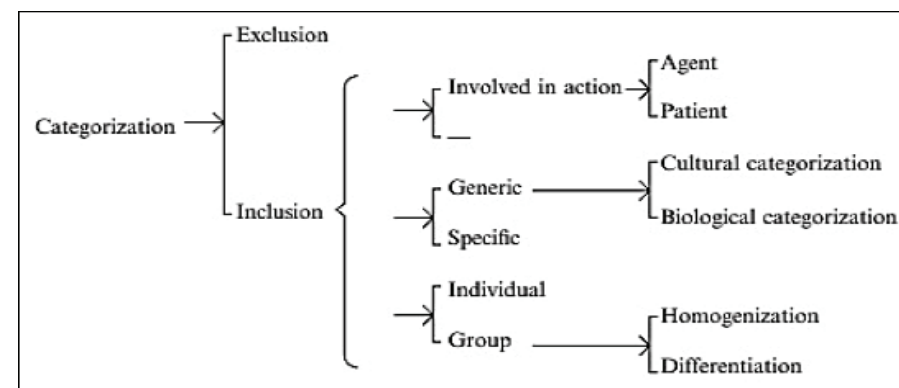 Exclusion
Agent
Involved in action
Patient
Categorization
—
Cultural categorization
Generic
Inclusion
Biological categorization
Specific
Individual
Homogenization
Group
Differentiation